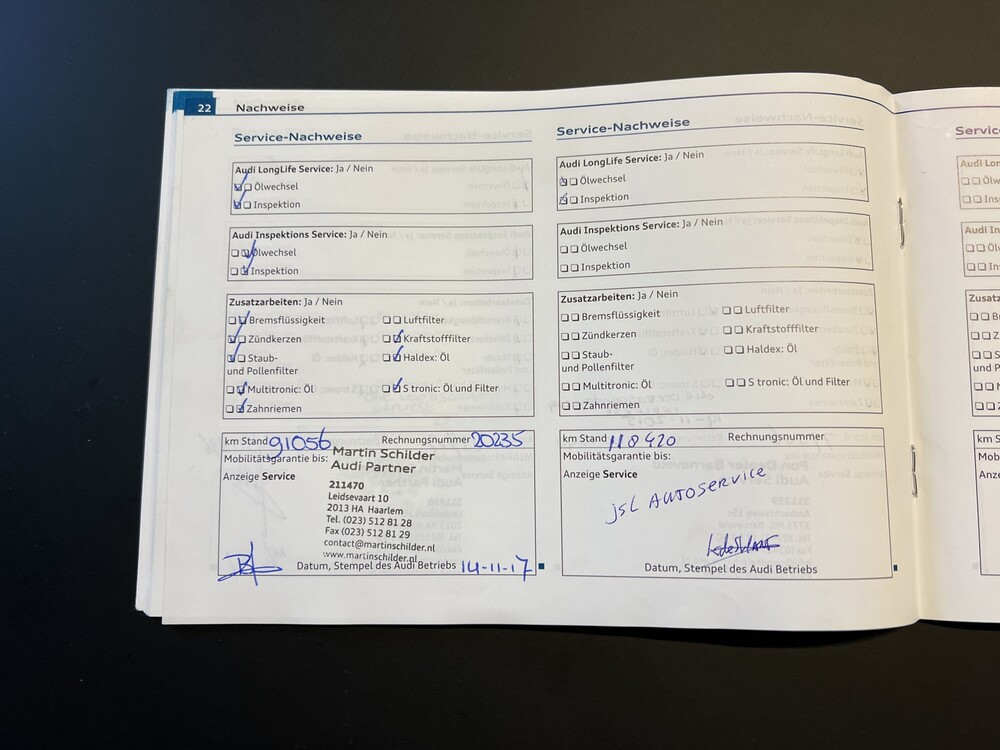 22 Nachweise
Service-Nachweise
Audi LongLife Service: Ja / Nein
Ölwechsel
Inspektion
Audi Inspektions Service: Ja / Nein
Ölwechsel
Inspektion
Zusatzarbeiten: Ja / Nein
Bremsflüssigkeit
Luftfilter
Zündkerzen
Kraftstofffilter
Staub-
und Pollenfilter
Haldex: Öl
Multitronic: Öl
S tronic: Öl und Filter
Zahnriemen
km Stand 91056 Rechnungsnummer 20235
Mobilitätsgarantie bis:
Anzeige Service
Martin Schilder
Audi Partner
211470
Leidsevaart 10
2013 HA Haarlem
Tel. (023) 512 81 28
Fax (023) 512 81 29
contact@martinschilder.nl
www.martinschilder.nl
Datum, Stempel des Audi Betriebs 14-11-17
Service-Nachweise
Audi LongLife Service: Ja / Nein
Ölwechsel
Inspektion
Audi Inspektions Service: Ja / Nein
Ölwechsel
Inspektion
Zusatzarbeiten: Ja / Nein
Bremsflüssigkeit
Luftfilter
Zündkerzen
Kraftstofffilter
Staub-
und Pollenfilter
Haldex: Öl
Multitronic: Öl
S tronic: Öl und Filter
Zahnriemen
km Stand 118420 Rechnungsnummer
Mobilitätsgarantie bis:
Anzeige Service
jsl AUTOSERVICE
Datum, Stempel des Audi Betriebs